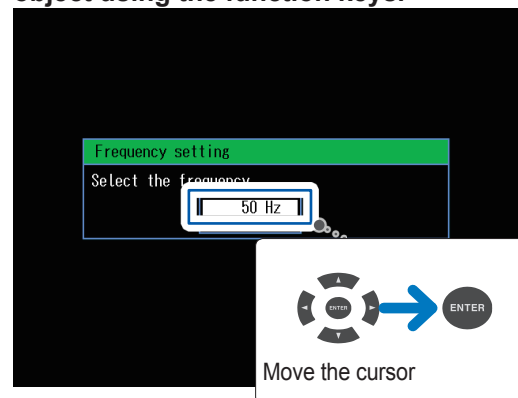 object using the function keys.
Frequency setting
Select the frequency
50 Hz
ENTER
ENTER
Move the cursor